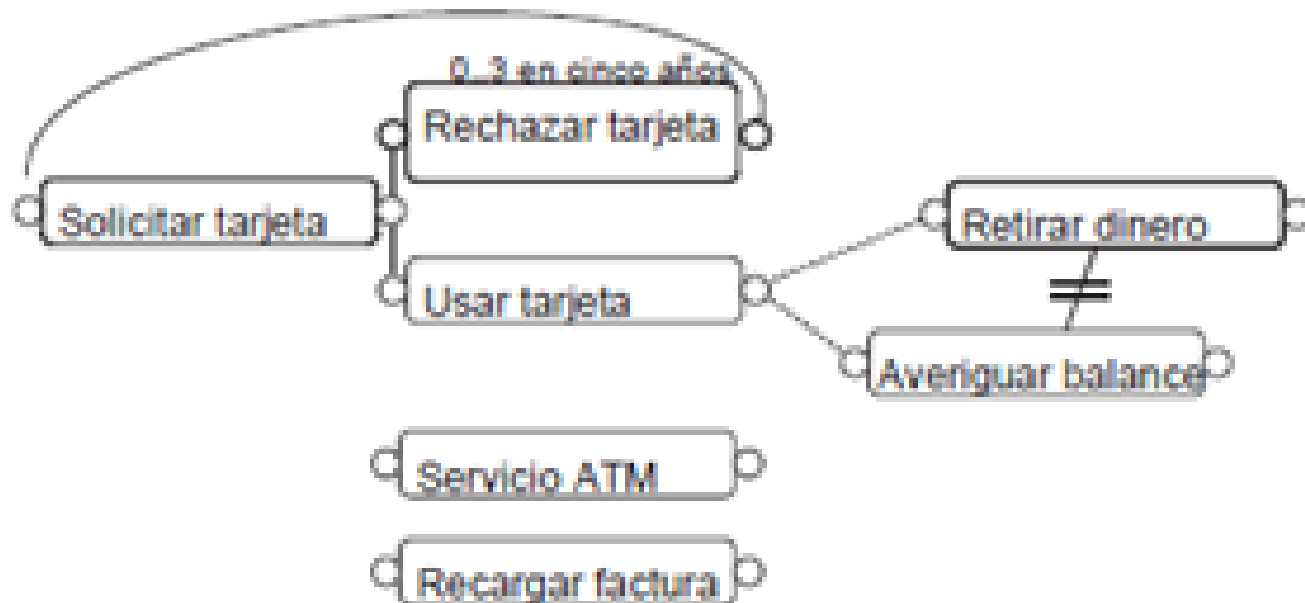 0..3 en cinco años
Rechazar tarjeta
Solicitar tarjeta
Retirar dinero
Usar tarjeta
Averiguar balance
Servicio ATM
Recargar factura